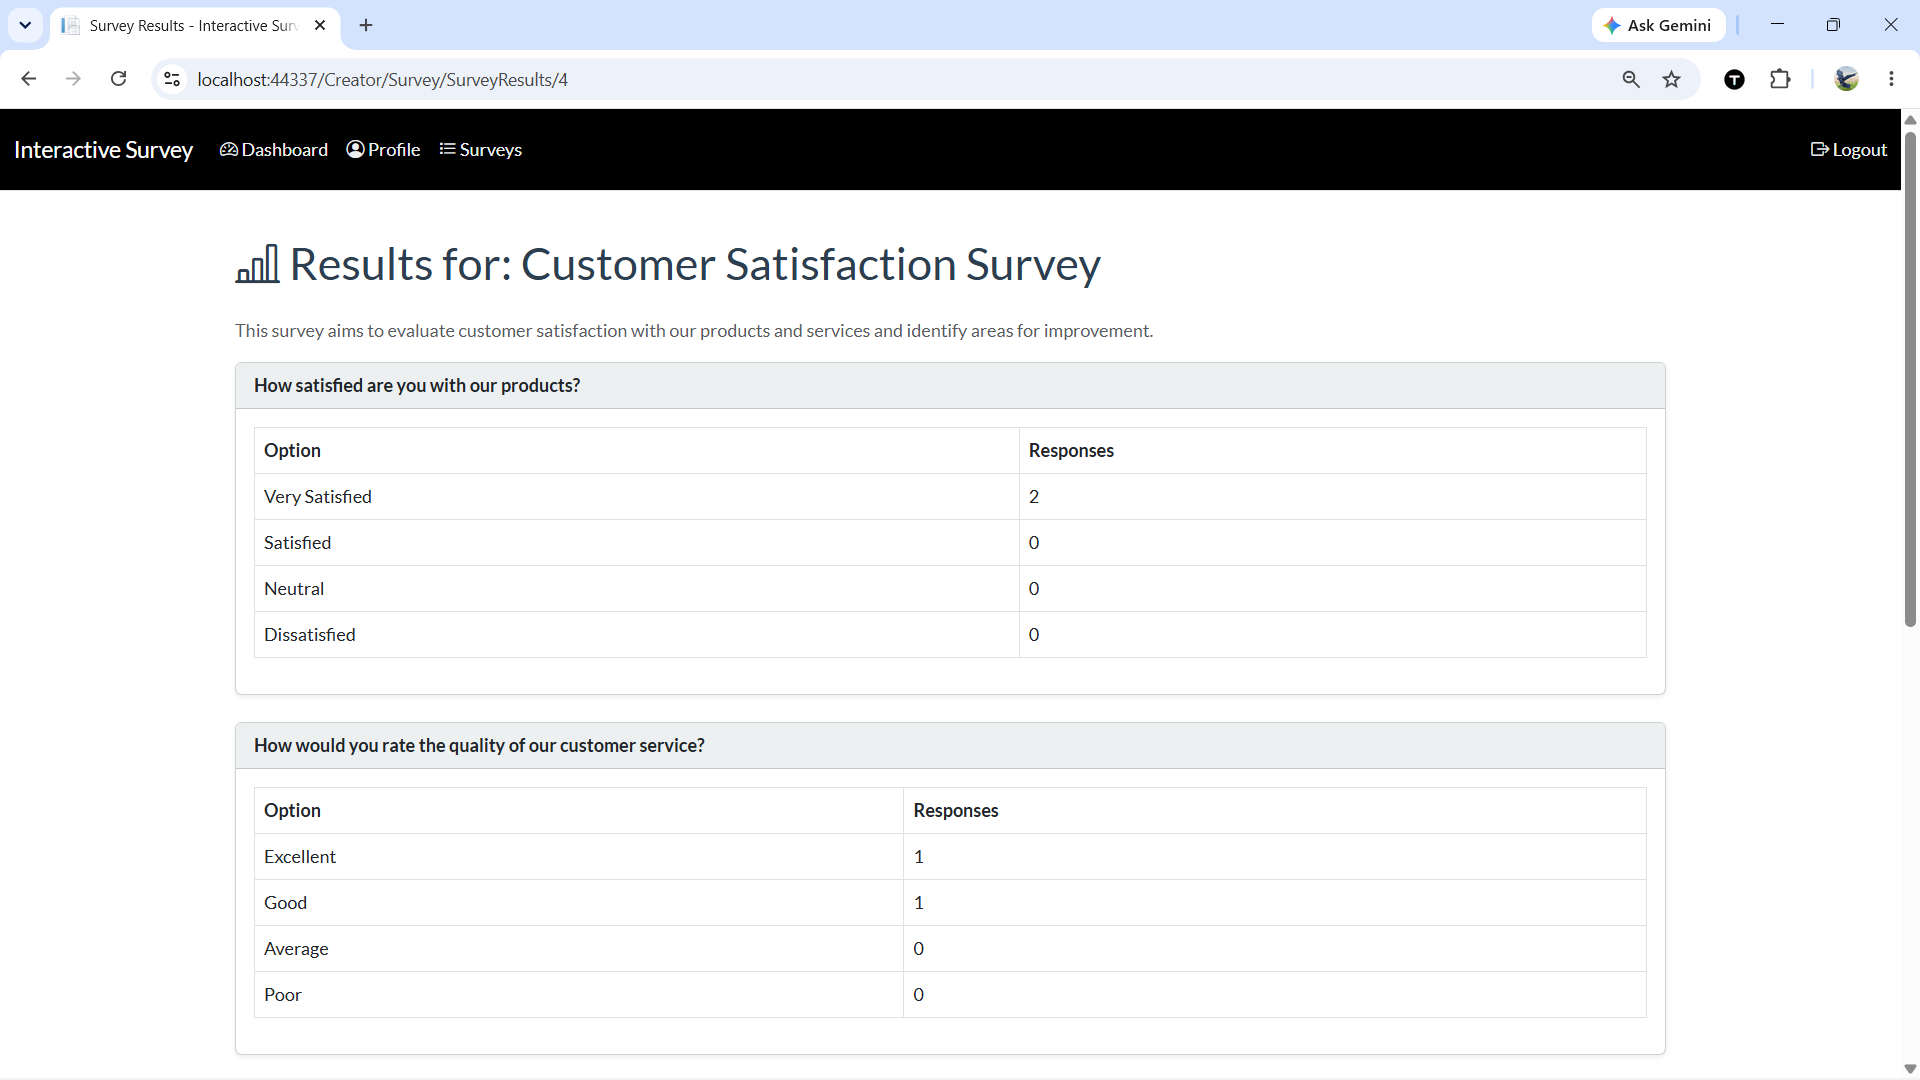 Survey Results - Interactive Surv
Ask Gemini
localhost:44337/Creator/Survey/SurveyResults/4
Interactive Survey Dashboard Profile Surveys Logout
Results for: Customer Satisfaction Survey
This survey aims to evaluate customer satisfaction with our products and services and identify areas for improvement.
How satisfied are you with our products?
Option Responses
Very Satisfied 2
Satisfied 0
Neutral 0
Dissatisfied 0
How would you rate the quality of our customer service?
Option Responses
Excellent 1
Good 1
Average 0
Poor 0